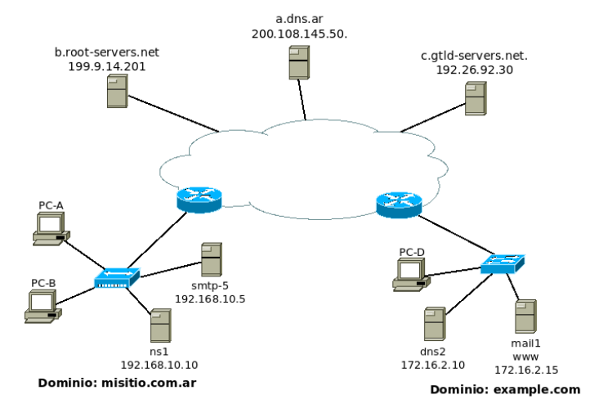 a.dns.ar
200.108.145.50.
b.root-servers.net
199.9.14.201
c.gtld-servers.net.
192.26.92.30
PC-A
PC-B
smtp-5
192.168.10.5
ns1
192.168.10.10
Dominio: misitio.com.ar
PC-D
dns2
172.16.2.10
mail1
www
172.16.2.15
Dominio: example.com